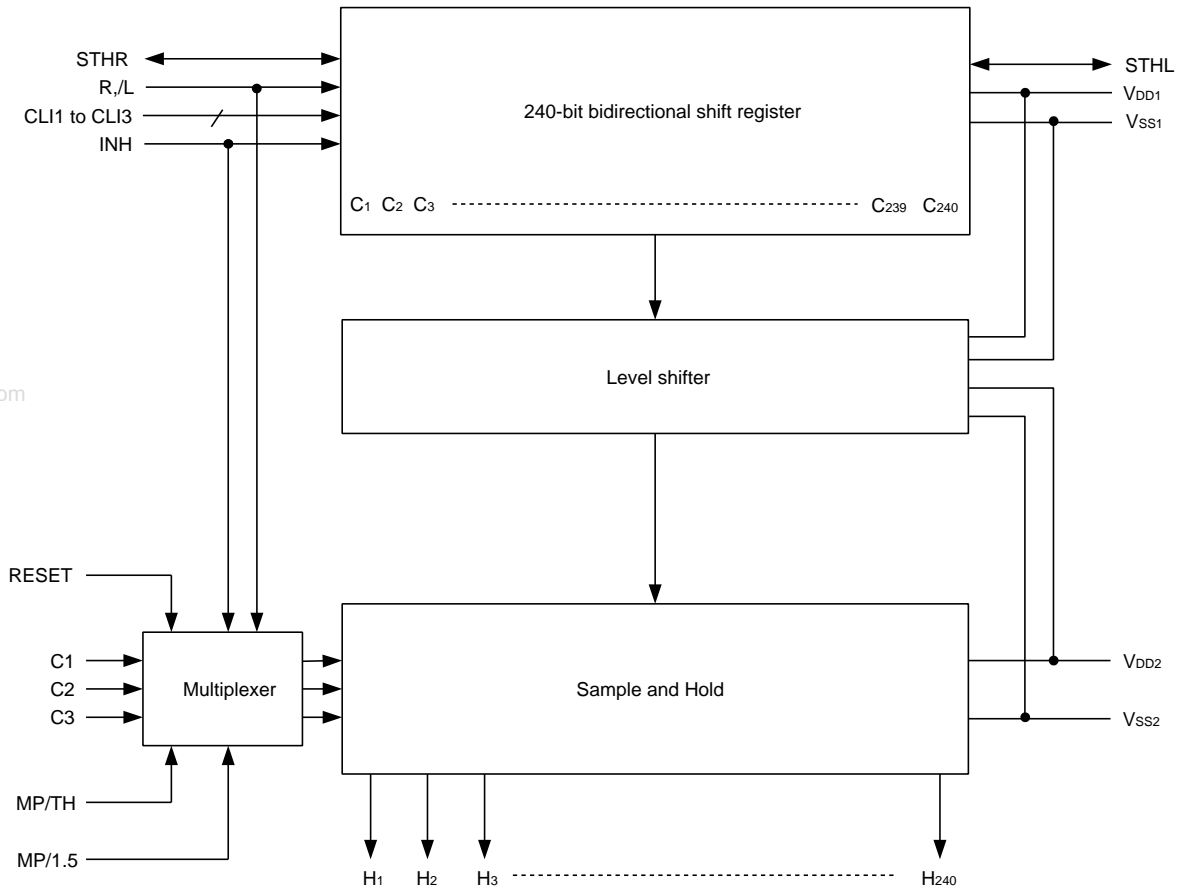 STHR
R,/L
CLI1 to CLI3
INH
240-bit bidirectional shift register
C1 C2 C3 C239 C240
STHL
VDD1
VSS1
Level shifter
om
RESET
C1
C2
C3
Multiplexer
Sample and Hold
VDD2
VSS2
MP/TH
MP/1.5
H1 H2 H3 H240